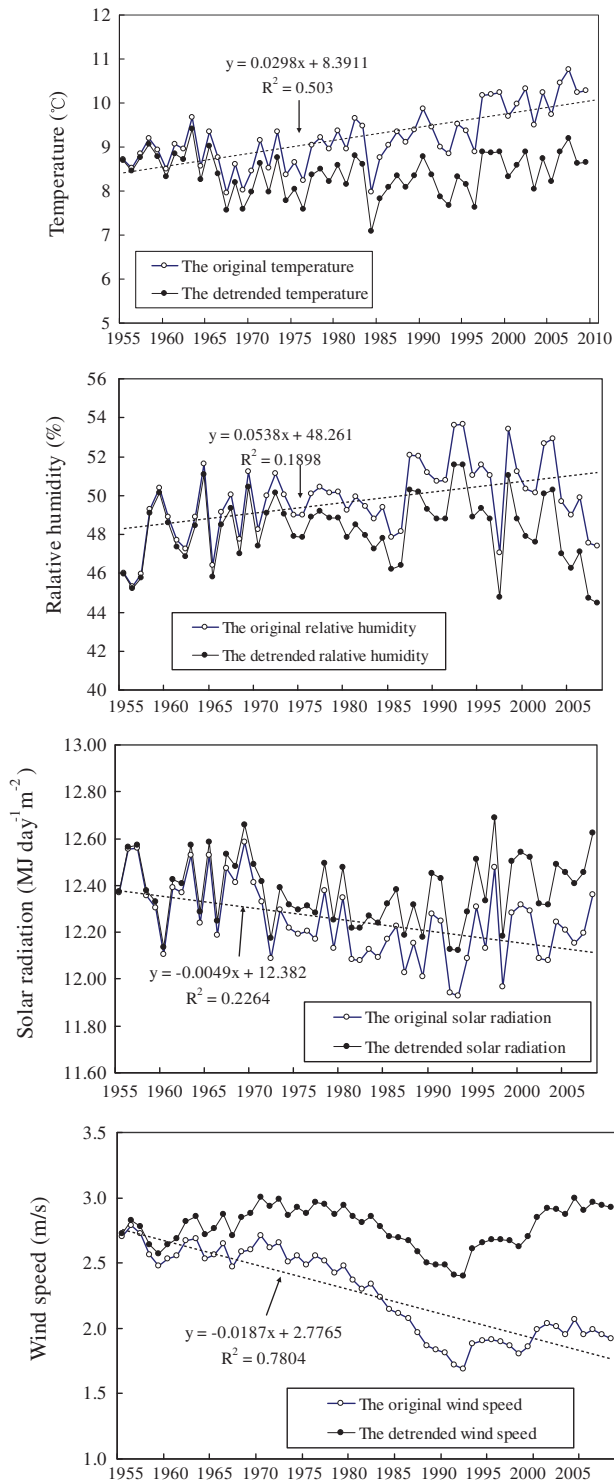 12
11
10
9
8
7
6
5
Temperature (℃)
y = 0.0298x + 8.3911
R² = 0.503
The original temperature
The detrended temperature
1955 1960 1965 1970 1975 1980 1985 1990 1995 2000 2005 2010
56
54
52
50
48
46
44
42
40
Ralative humidity (%)
y = 0.0538x + 48.261
R² = 0.1898
The original relative humidity
The detrended ralative humidity
1955 1960 1965 1970 1975 1980 1985 1990 1995 2000 2005
13.00
12.80
12.60
12.40
12.20
12.00
11.80
11.60
Solar radiation (MJ day⁻¹m⁻²)
y = -0.0049x + 12.382
R² = 0.2264
The original solar radiation
The detrended solar radiation
1955 1960 1965 1970 1975 1980 1985 1990 1995 2000 2005
3.5
3.0
2.5
2.0
1.5
1.0
Wind speed (m/s)
y = -0.0187x + 2.7765
R² = 0.7804
The original wind speed
The detrended wind speed
1955 1960 1965 1970 1975 1980 1985 1990 1995 2000 2005